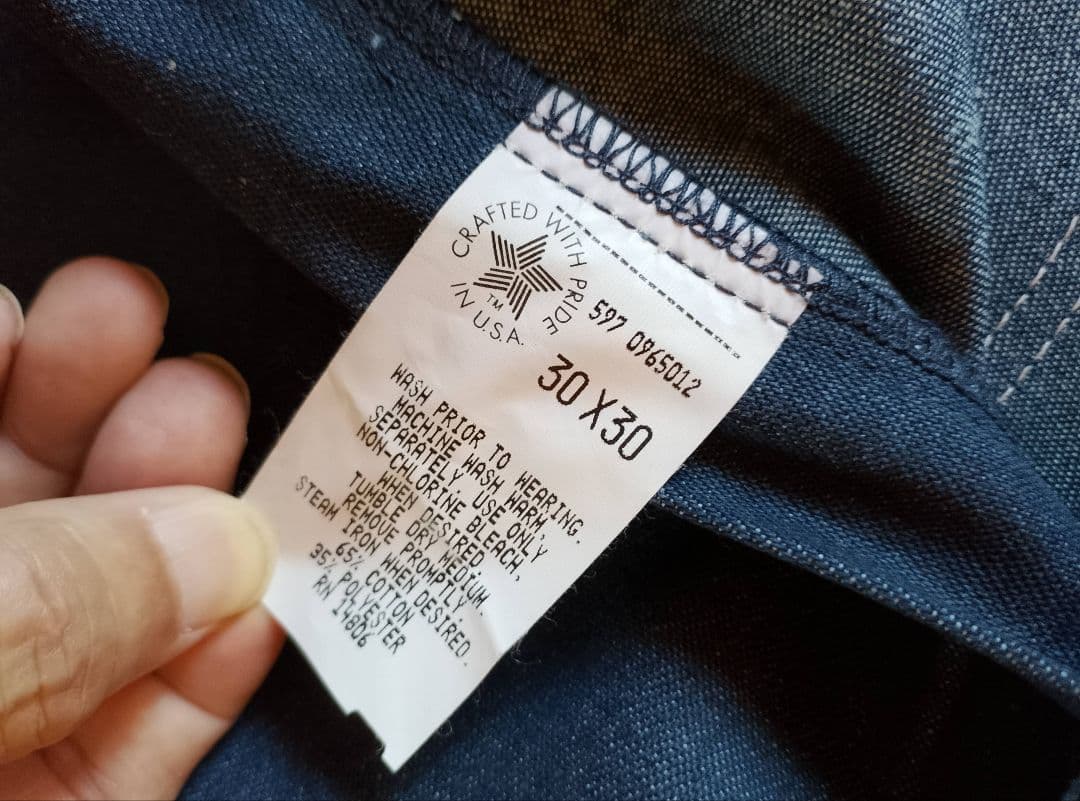 CRAFTED WITH PRIDE
IN U.S.A.
TM
597 0965012
30 X 30
WASH PRIOR TO WEARING.
MACHINE WASH WARM,
SEPARATELY USE ONLY
NON-CHLORINE BLEACH,
WHEN DESIRED.
TUMBLE DRY MEDIUM.
REMOVE PROMPTLY.
STEAM IRON WHEN DESIRED.
65% COTTON
35% POLYESTER
RN 14806